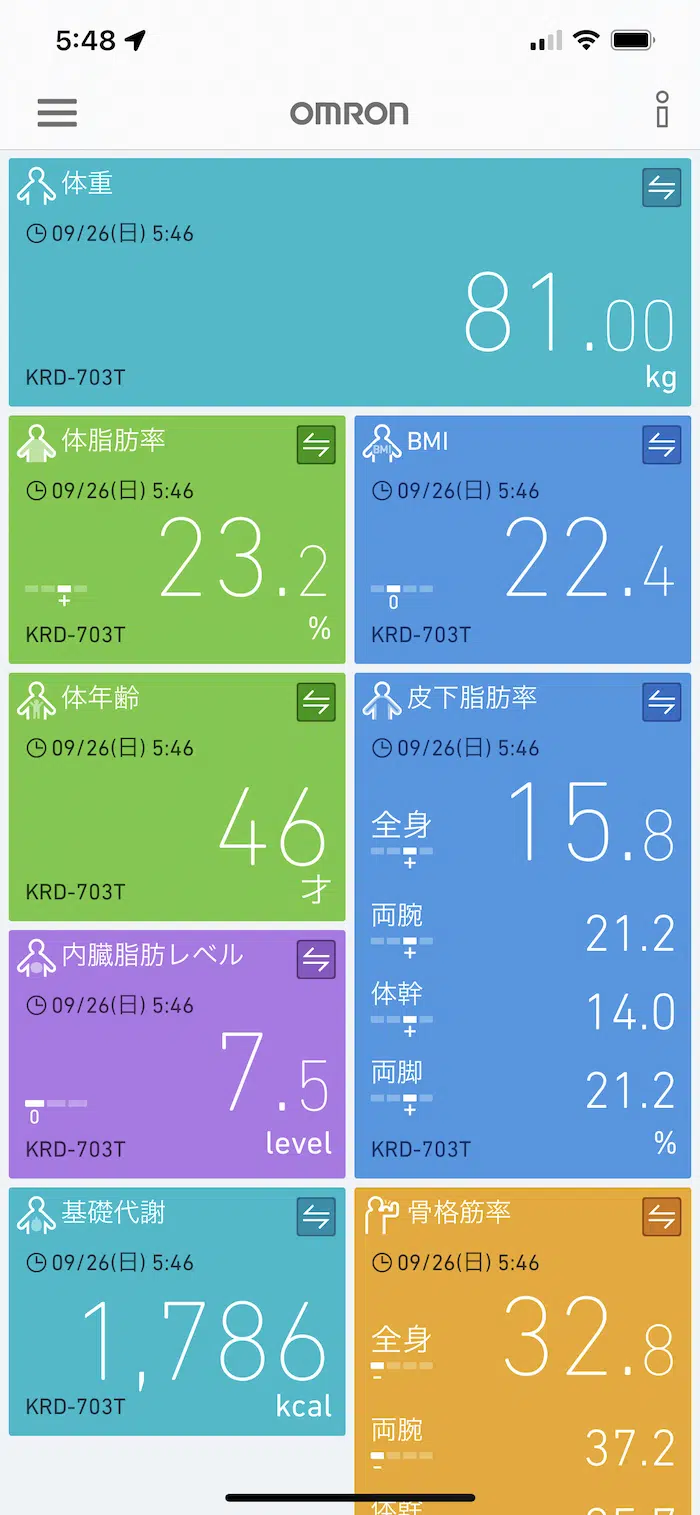 5:48
OMRON
体重
09/26(日) 5:46
81.00
kg
KRD-703T
体脂肪率
09/26(日) 5:46
23.2
+
%
KRD-703T
BMI
BMI
09/26(日) 5:46
22.4
0
KRD-703T
体年齢
09/26(日) 5:46
46
才
KRD-703T
皮下脂肪率
09/26(日) 5:46
全身
15.8
+
両腕
21.2
+
体幹
14.0
+
両脚
21.2
+
%
KRD-703T
内臓脂肪レベル
09/26(日) 5:46
7.5
0
level
KRD-703T
基礎代謝
09/26(日) 5:46
1,786
kcal
KRD-703T
骨格筋率
09/26(日) 5:46
全身
32.8
-
両腕
37.2
-
体幹